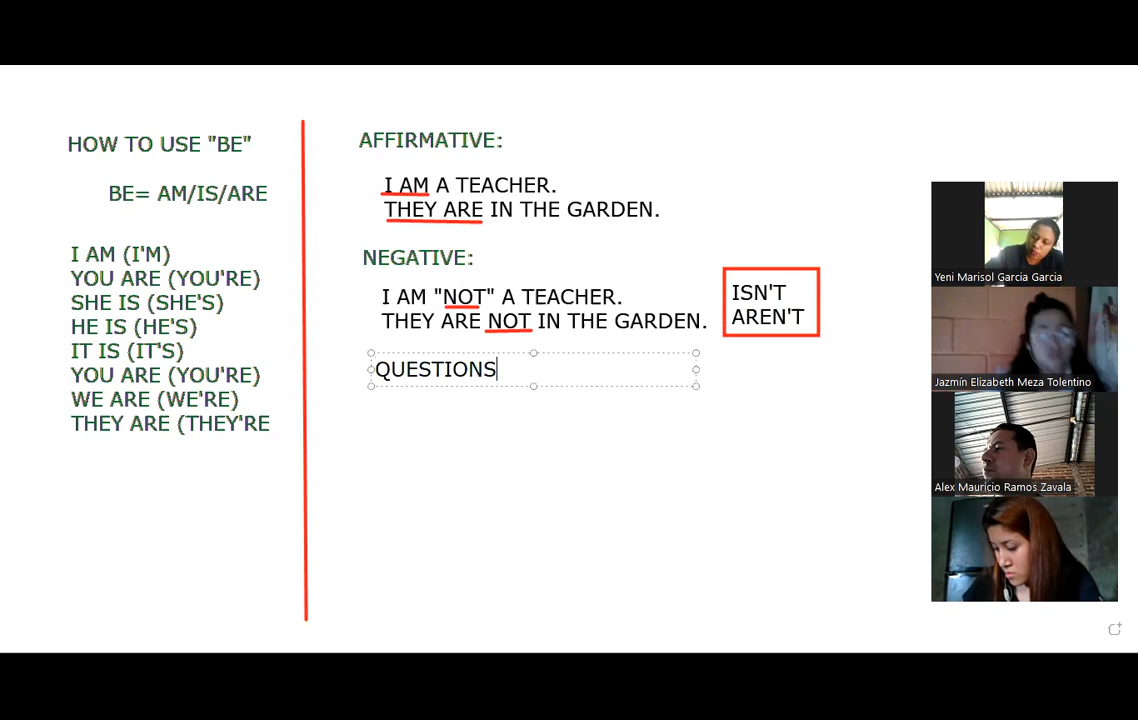 HOW TO USE "BE"
BE= AM/IS/ARE
I AM (I'M)
YOU ARE (YOU'RE)
SHE IS (SHE'S)
HE IS (HE'S)
IT IS (IT'S)
YOU ARE (YOU'RE)
WE ARE (WE'RE)
THEY ARE (THEY'RE
AFFIRMATIVE:
I AM A TEACHER.
THEY ARE IN THE GARDEN.
NEGATIVE:
I AM "NOT" A TEACHER.
THEY ARE NOT IN THE GARDEN.
ISN'T
AREN'T
QUESTIONS
Yeni Marisol Garcia Garcia
Jazmín Elizabeth Meza Tolentino
Alex Mauricio Ramos Zavala